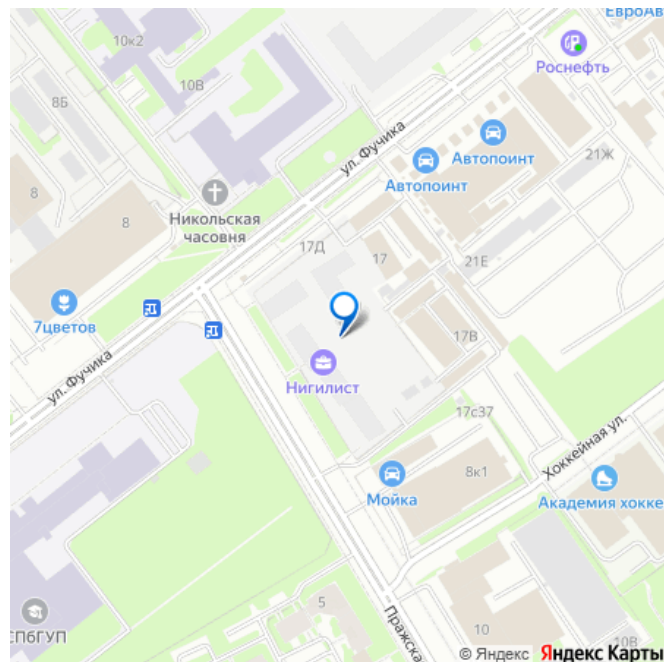 ЕвроАв
10к2
Роснефть
10В
8Б
ул. Фучика
Автопоинт
Автопоинт
21Ж
8
Никольская
часовня
8
17Д
17
21Е
7цветов
17В
ул. Фучика
Нигилист
17с37
Хоккейная ул.
8к1
Мойка
Академия хокке
5
СПбГУП
Пражска
10
10В
© Яндекс Яндекс Карты